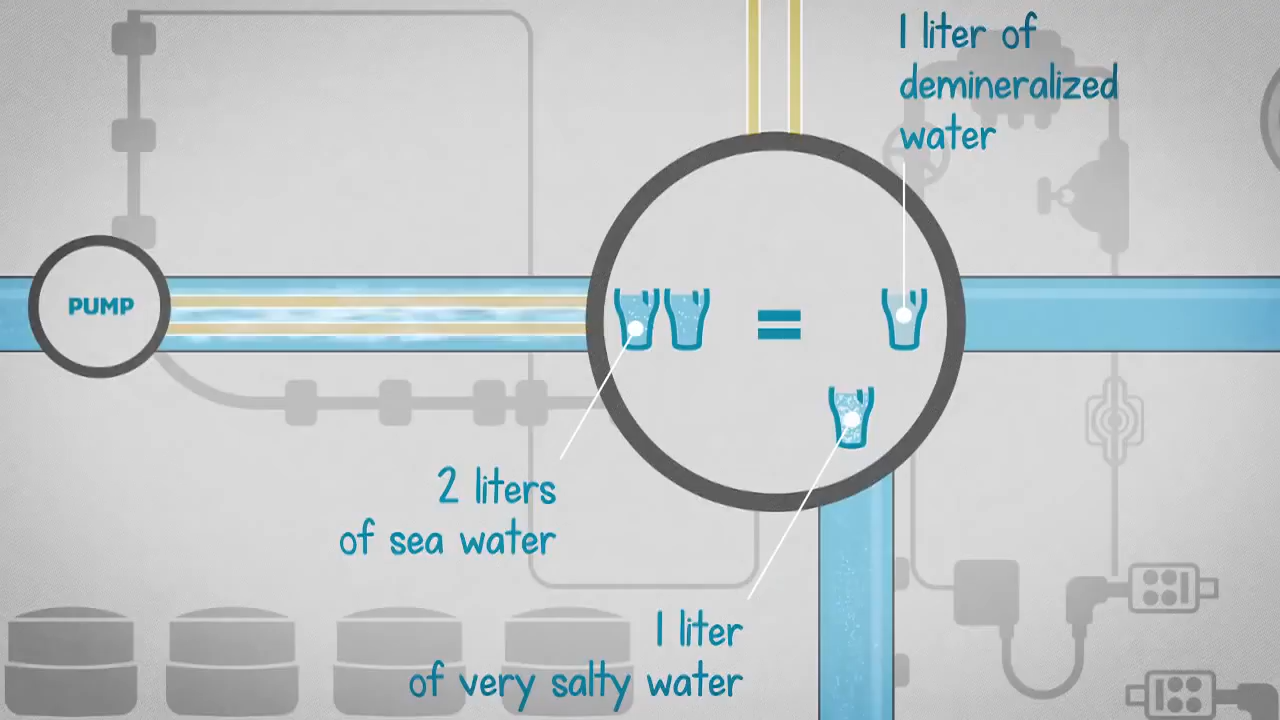 1 liter of
demineralized
water
PUMP
=
2 liters
of sea water
1 liter
of very salty water